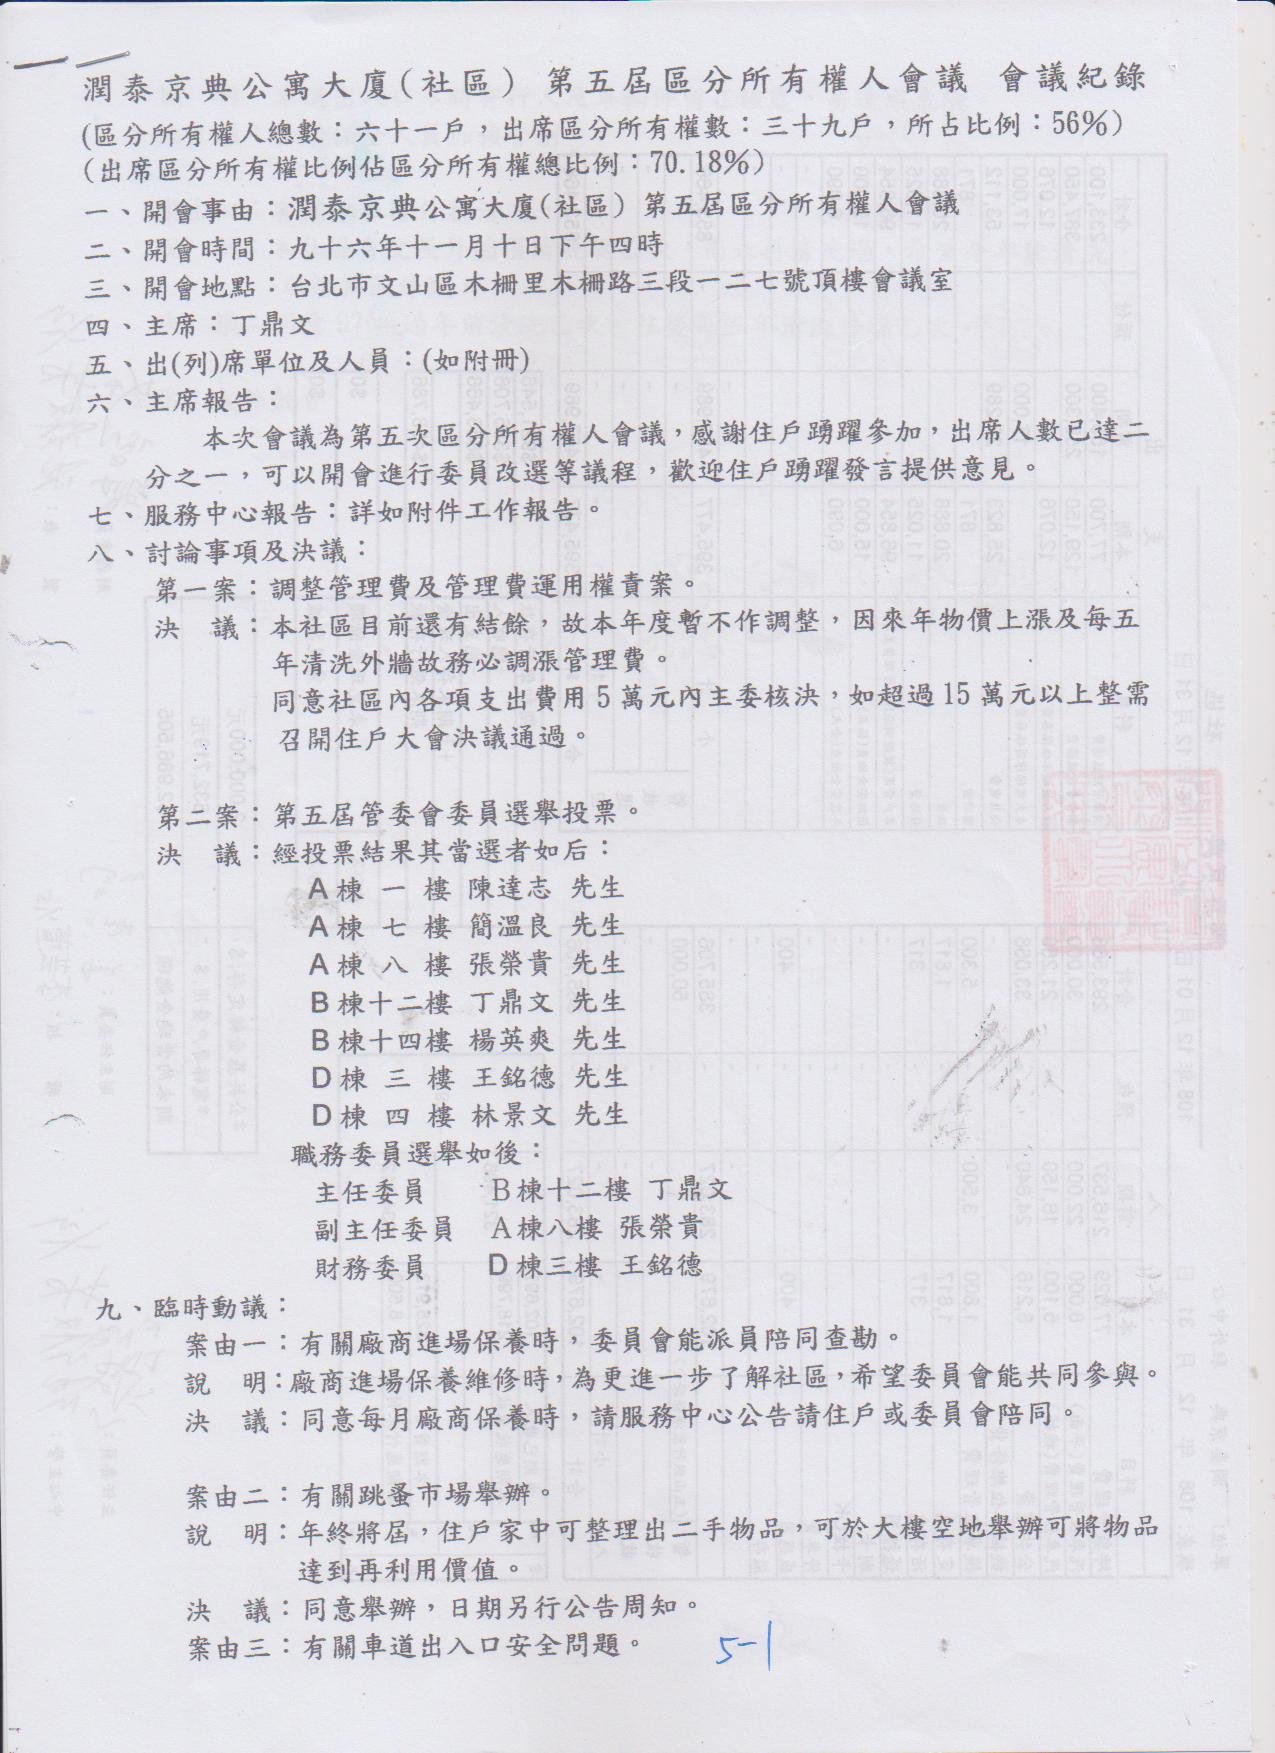 潤泰京典公寓大廈(社區) 第五屆區分所有權人會議 會議紀錄
(區分所有權人總數：六十一戶，出席區分所有權數：三十九戶，所占比例：56%)
(出席區分所有權比例佔區分所有權總比例：70.18%)
一、開會事由：潤泰京典公寓大廈(社區) 第五屆區分所有權人會議
二、開會時間：九十六年十一月十日下午四時
三、開會地點：台北市文山區木柵里木柵路三段一二七號頂樓會議室
四、主席：丁鼎文
五、出(列)席單位及人員：(如附冊)
六、主席報告：
本次會議為第五次區分所有權人會議，感謝住戶踴躍參加，出席人數已達二
分之一，可以開會進行委員改選等議程，歡迎住戶踴躍發言提供意見。
七、服務中心報告：詳如附件工作報告。
八、討論事項及決議：
第一案：調整管理費及管理費運用權責案。
決　議：本社區目前還有結餘，故本年度暫不作調整，因來年物價上漲及每五
年清洗外牆故務必調漲管理費。
同意社區內各項支出費用 5 萬元內主委核決，如超過 15 萬元以上整需
召開住戶大會決議通過。
第二案：第五屆管委會委員選舉投票。
決　議：經投票結果其當選者如后：
A 棟 一 樓 陳達志 先生
A 棟 七 樓 簡溫良 先生
A 棟 八 樓 張榮貴 先生
B 棟十二樓 丁鼎文 先生
B 棟十四樓 楊英爽 先生
D 棟 三 樓 王銘德 先生
D 棟 四 樓 林景文 先生
職務委員選舉如後：
主任委員 B 棟十二樓 丁鼎文
副主任委員 A 棟八樓 張榮貴
財務委員 D 棟三樓 王銘德
九、臨時動議：
案由一：有關廠商進場保養時，委員會能派員陪同查勘。
說　明：廠商進場保養維修時，為更進一步了解社區，希望委員會能共同參與。
決　議：同意每月廠商保養時，請服務中心公告請住戶或委員會陪同。
案由二：有關跳蚤市場舉辦。
說　明：年終將屆，住戶家中可整理出二手物品，可於大樓空地舉辦可將物品
達到再利用價值。
決　議：同意舉辦，日期另行公告周知。
案由三：有關車道出入口安全問題。
5-1